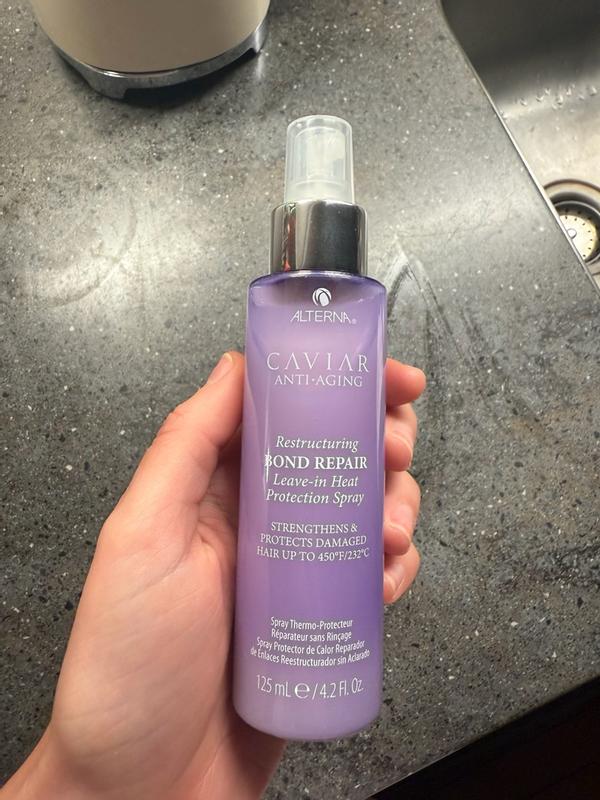 ALTERNA®
CAVIAR
ANTI·AGING
Restructuring
BOND REPAIR
Leave-in Heat
Protection Spray
STRENGTHENS &
PROTECTS DAMAGED
HAIR UP TO 450°F/232°C
Spray Thermo-Protecteur
Réparateur sans Rinçage
Spray Protector de Calor Reparador
de Enlaces Reestructurador sin Aclarado
125 mL ℮ / 4.2 Fl. Oz.